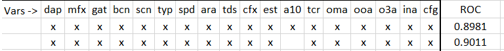 Vars -> dap mfx gat bcn scn typ spd ara tds cfx est a10 tcr oma ooa o3a ina cfg ROC
x x x x x x x x x x x x x x x x x x 0.8981
x x x x x x x x x x x x x x x x x 0.9011